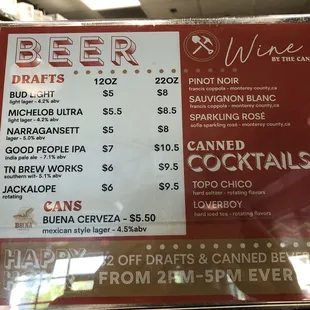 BEER
DRAFTS 12OZ 22OZ
BUD LIGHT $5 $8
light lager - 4.2% abv
MICHELOB ULTRA $5.5 $8.5
light lager - 4.2% abv
NARRAGANSETT $5 $8
lager - 5.0% abv
GOOD PEOPLE IPA $7 $10.5
india pale ale - 7.1% abv
TN BREW WORKS $6 $9.5
southern wit- 5.1% abv
JACKALOPE $6 $9.5
rotating
CANS
BUENA CERVEZA - $5.50
mexican style lager - 4.5%abv
Wine
BY THE CAN
PINOT NOIR
francis coppola - monterey county,ca
SAUVIGNON BLANC
francis coppola - monterey county,ca
SPARKLING ROSÉ
sofia sparkling rosé - monterey county,ca
CANNED
COCKTAILS
TOPO CHICO
hard seltzer - rotating flavors
LOVERBOY
hard iced tea - rotating flavors
HAPPY
$2 OFF DRAFTS & CANNED BEVE
FROM 2PM-5PM EVER